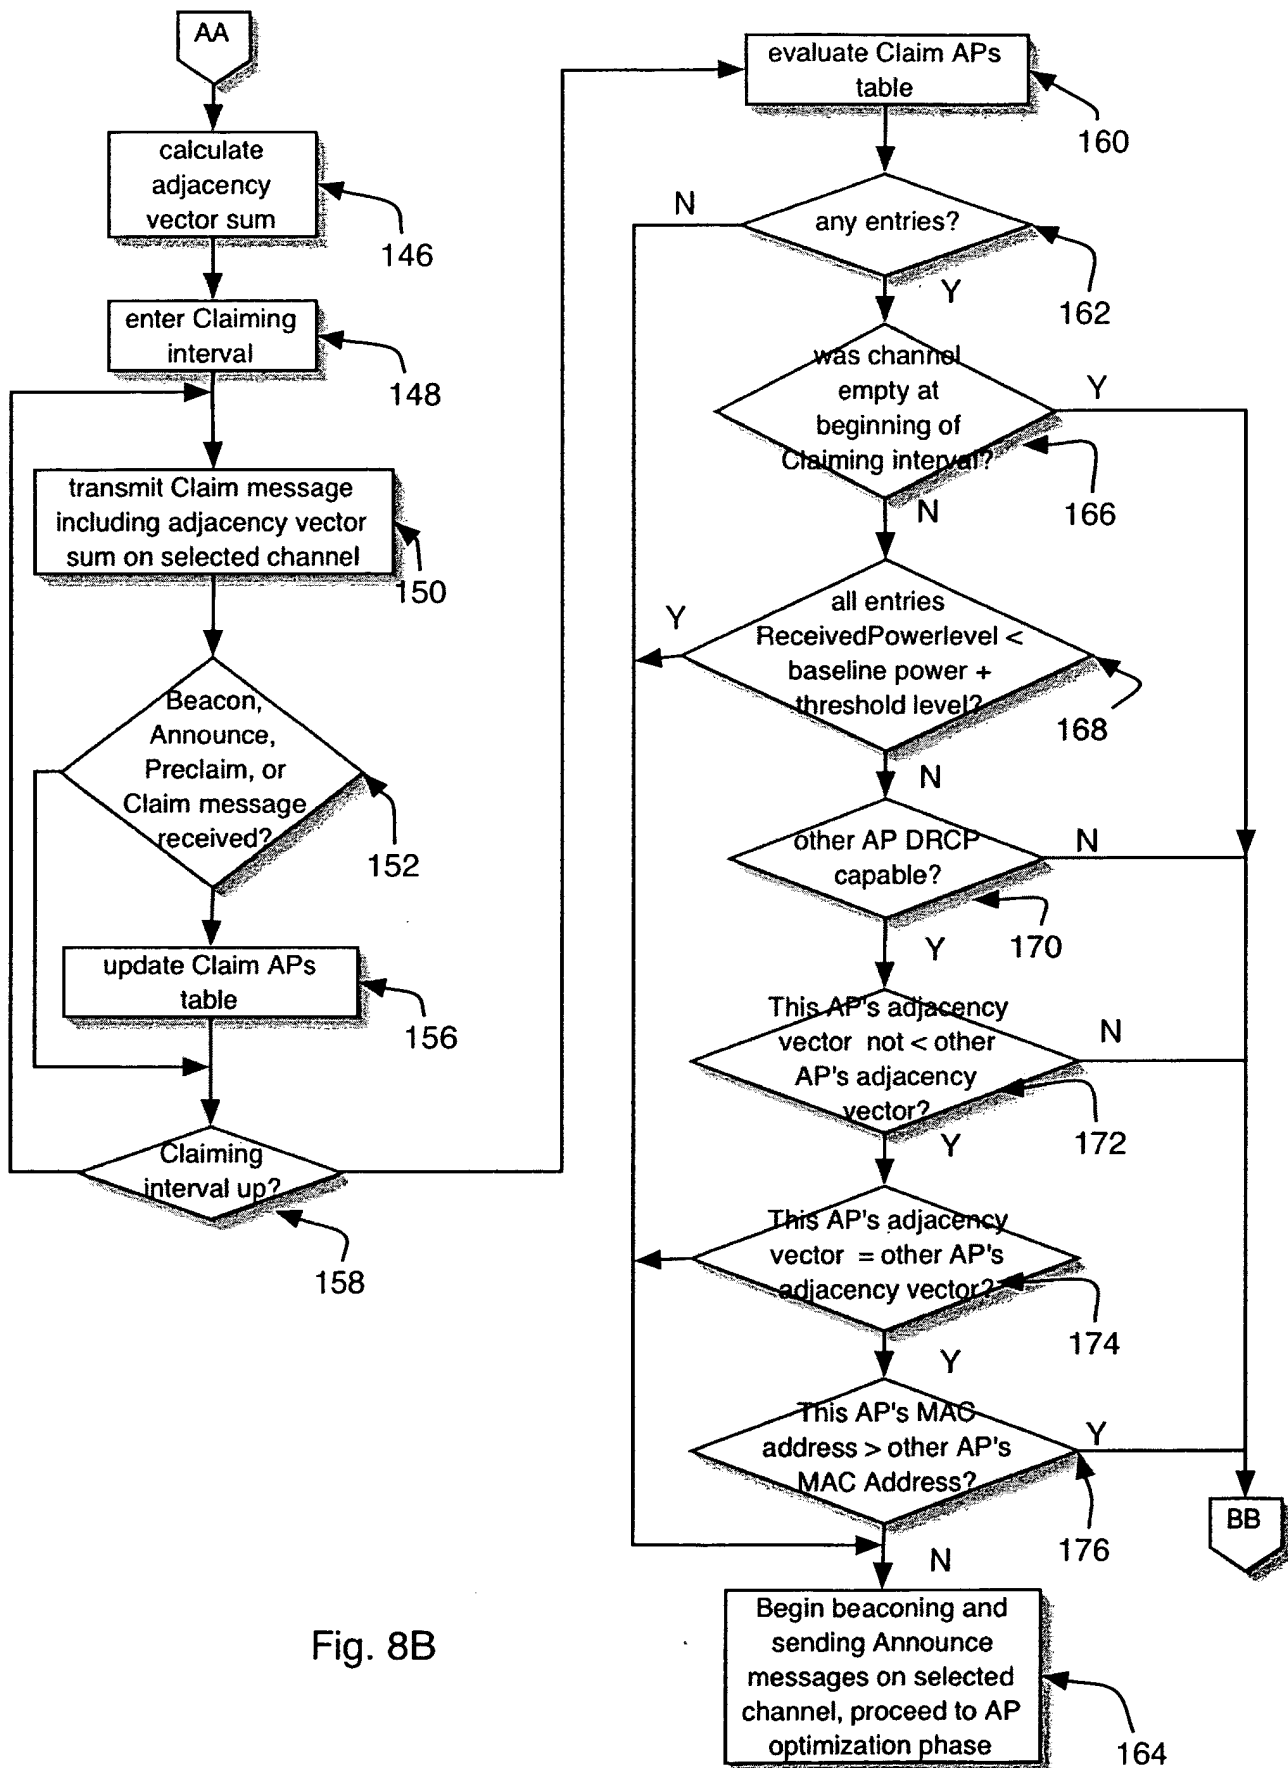 AA
calculate
adjacency
vector sum
146
enter Claiming
interval
148
transmit Claim message
including adjacency vector
sum on selected channel
150
Beacon,
Announce,
Preclaim, or
Claim message
received?
152
update Claim APs
table
156
Claiming
interval up?
158
evaluate Claim APs
table
160
N
any entries?
162
Y
was channel
empty at
beginning of
Claiming interval?
Y
166
N
all entries
ReceivedPowerlevel <
baseline power +
threshold level?
Y
168
N
other AP DRCP
capable?
N
170
Y
This AP's adjacency
vector not < other
AP's adjacency
vector?
N
172
Y
This AP's adjacency
vector = other AP's
adjacency vector?
174
Y
This AP's MAC
address > other AP's
MAC Address?
Y
176
BB
N
Begin beaconing and
sending Announce
messages on selected
channel, proceed to AP
optimization phase
164
Fig. 8B